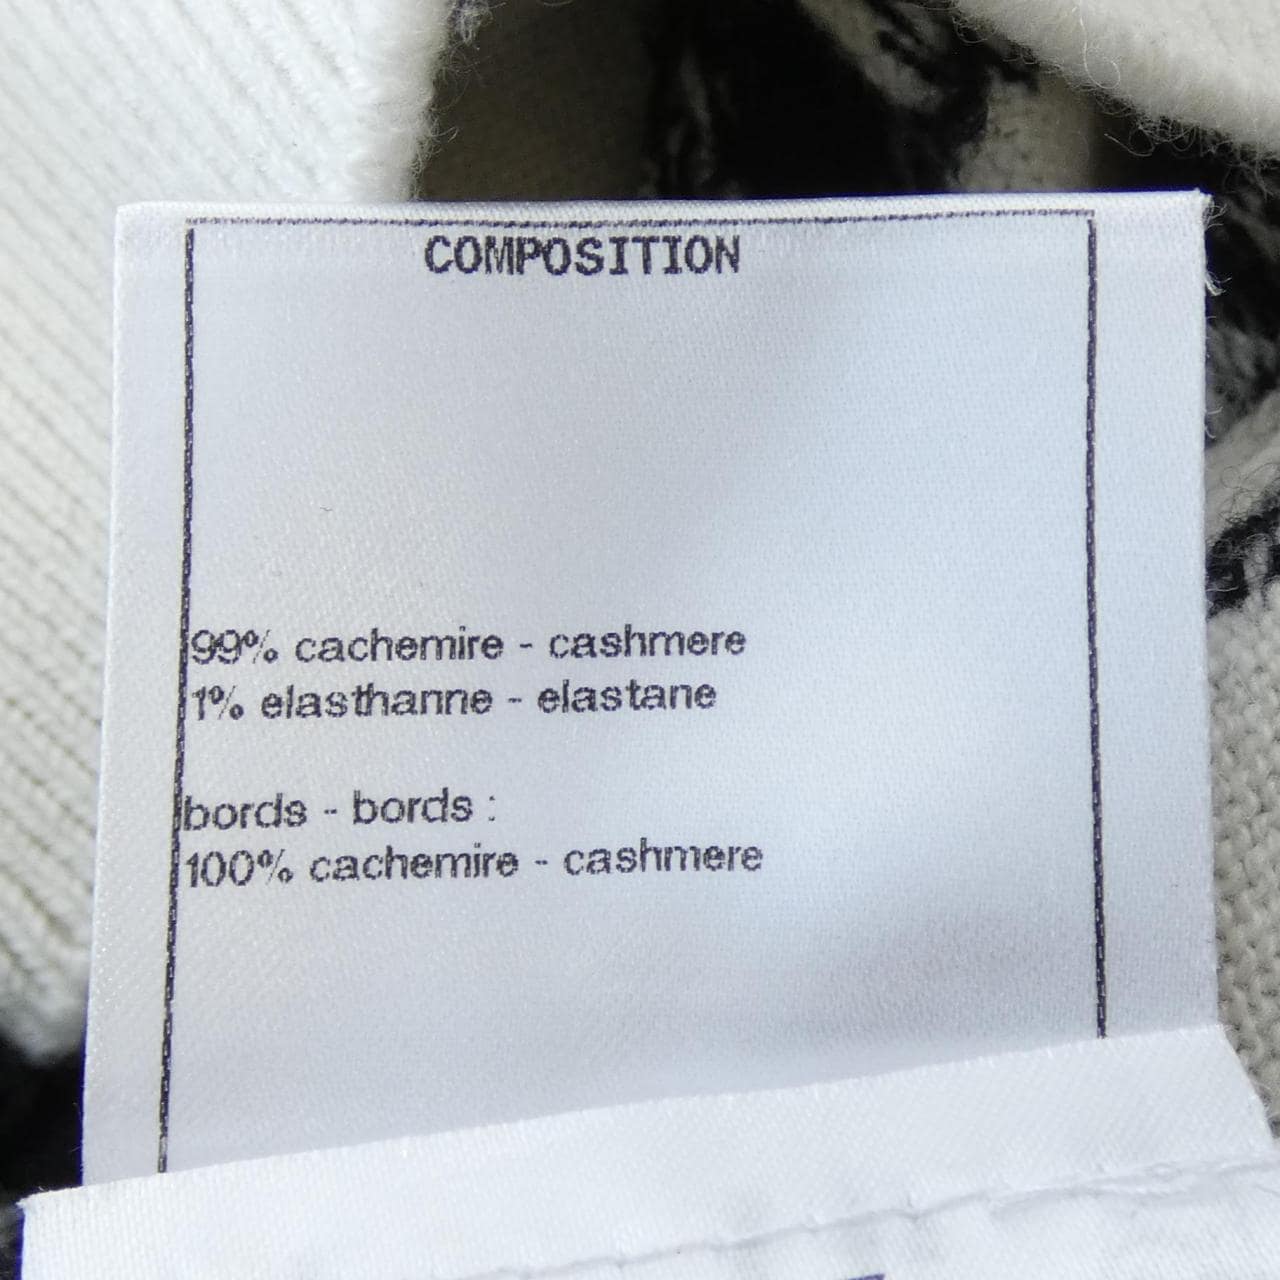 COMPOSITION
99% cachemire - cashmere
1% elasthanne - elastane
bords - bords :
100% cachemire - cashmere